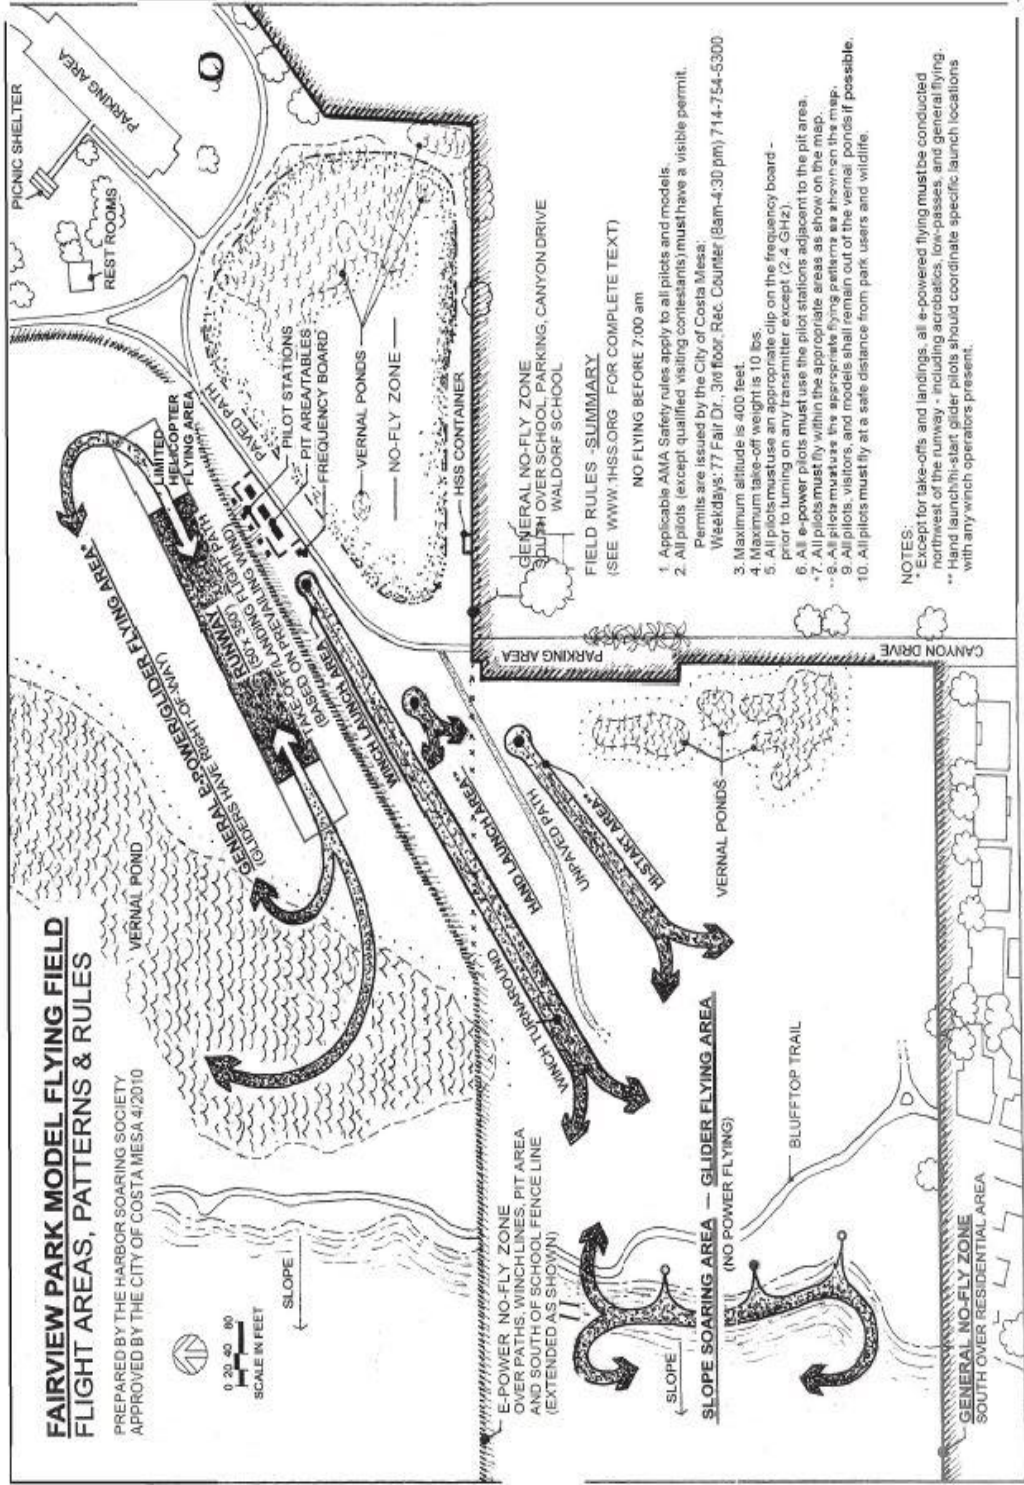 FAIRVIEW PARK MODEL FLYING FIELD
FLIGHT AREAS, PATTERNS & RULES
PREPARED BY THE HARBOR SOARING SOCIETY
APPROVED BY THE CITY OF COSTA MESA 4/2010
0 20 40 80
SCALE IN FEET
SLOPE
VERNAL POND
GENERAL E-POWER/GLIDER FLYING AREA*
(GLIDERS HAVE RIGHT-OF-WAY)
RUNWAY
(50'x 350')
TAKE-OFF/LANDING FLIGHT PATH
(BASED ON PREVAILING WIND)
LIMITED
HELICOPTER
FLYING AREA
PAVED PATH
PILOT STATIONS
PIT AREA/TABLES
FREQUENCY BOARD
VERNAL PONDS
NO-FLY ZONE
HSS CONTAINER
PICNIC SHELTER
PARKING AREA
REST ROOMS
WINCH LAUNCH AREA**
WINCH TURNAROUND
HAND LAUNCH AREA**
UNPAVED PATH
HI-START AREA**
VERNAL PONDS
E-POWER NO-FLY ZONE
OVER PATHS, WINCHLINES, PIT AREA
AND SOUTH OF SCHOOL FENCE LINE
(EXTENDED AS SHOWN)
SLOPE
SLOPE SOARING AREA — GLIDER FLYING AREA
(NO POWER FLYING)
BLUFFTOP TRAIL
GENERAL NO-FLY ZONE
SOUTH OVER RESIDENTIAL AREA
PARKING AREA
CANYON DRIVE
GENERAL NO-FLY ZONE
SOUTH OVER SCHOOL, PARKING, CANYON DRIVE
WALDORF SCHOOL
FIELD RULES - SUMMARY
(SEE WWW.1HSS.ORG FOR COMPLETE TEXT)
NO FLYING BEFORE 7:00 am
1. Applicable AMA Safety rules apply to all pilots and models.
2. All pilots (except qualified visiting contestants) must have a visible permit.
Permits are issued by the City of Costa Mesa;
Weekdays: 77 Fair Dr., 3rd floor, Rec. Counter (8am-4:30 pm) 714-754-5300
3. Maximum altitude is 400 feet.
4. Maximum take-off weight is 10 lbs.
5. All pilots must use an appropriate clip on the frequency board -
prior to turning on any transmitter except (2.4 GHz).
6. All e-power pilots must use the pilot stations adjacent to the pit area.
*7. All pilots must fly within the appropriate areas as show on the map.
**8. All pilots must use the appropriate flying patterns as shown on the map.
9. All pilots, visitors, and models shall remain out of the vernal ponds if possible.
10. All pilots must fly at a safe distance from park users and wildlife.
NOTES:
* Except for take-offs and landings, all e-powered flying must be conducted
northwest of the runway - including acrobatics, low-passes, and general flying.
** Hand launch/hi-start glider pilots should coordinate specific launch locations
with any winch operators present.